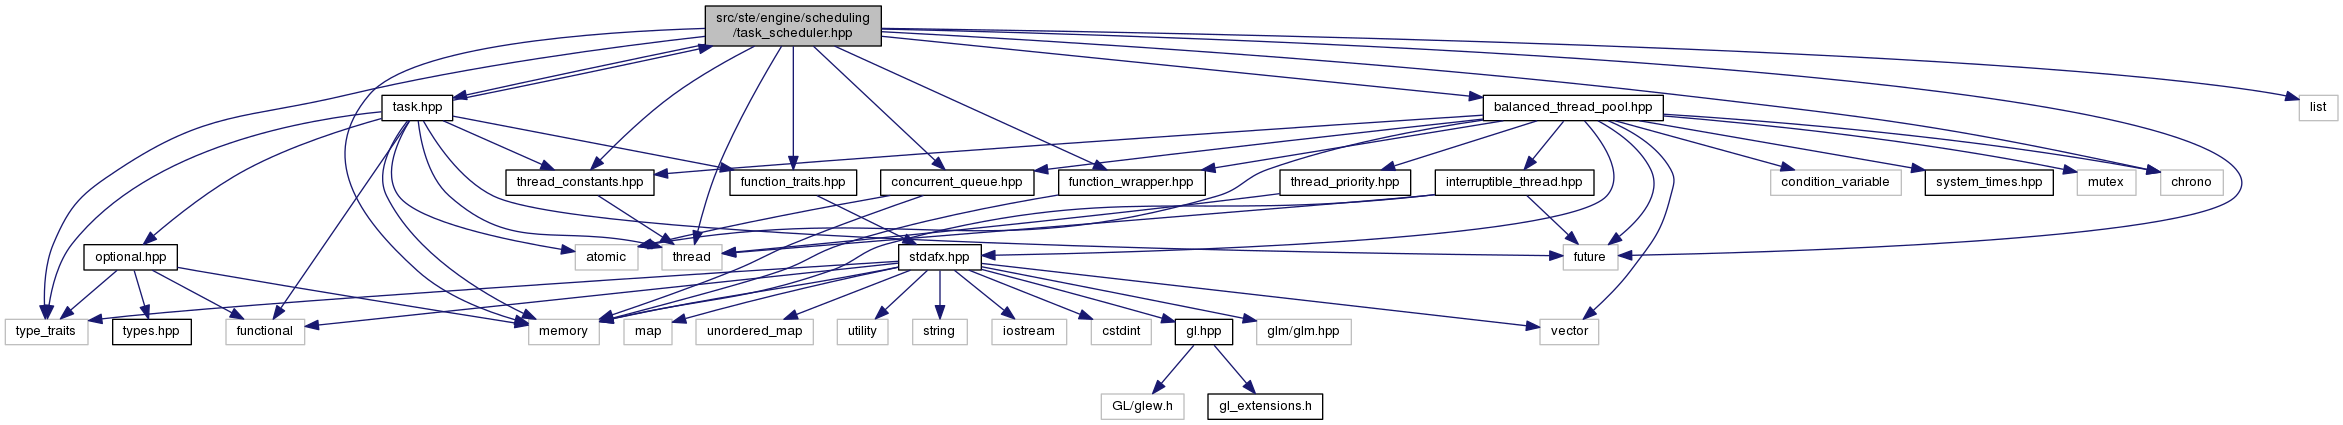 src/ste/engine/scheduling
/task_scheduler.hpp
task.hpp
balanced_thread_pool.hpp
list
thread_constants.hpp
function_traits.hpp
concurrent_queue.hpp
function_wrapper.hpp
thread_priority.hpp
interruptible_thread.hpp
condition_variable
system_times.hpp
mutex
chrono
optional.hpp
atomic
thread
stdafx.hpp
future
type_traits
types.hpp
functional
memory
map
unordered_map
utility
string
iostream
cstdint
gl.hpp
glm/glm.hpp
vector
GL/glew.h
gl_extensions.h